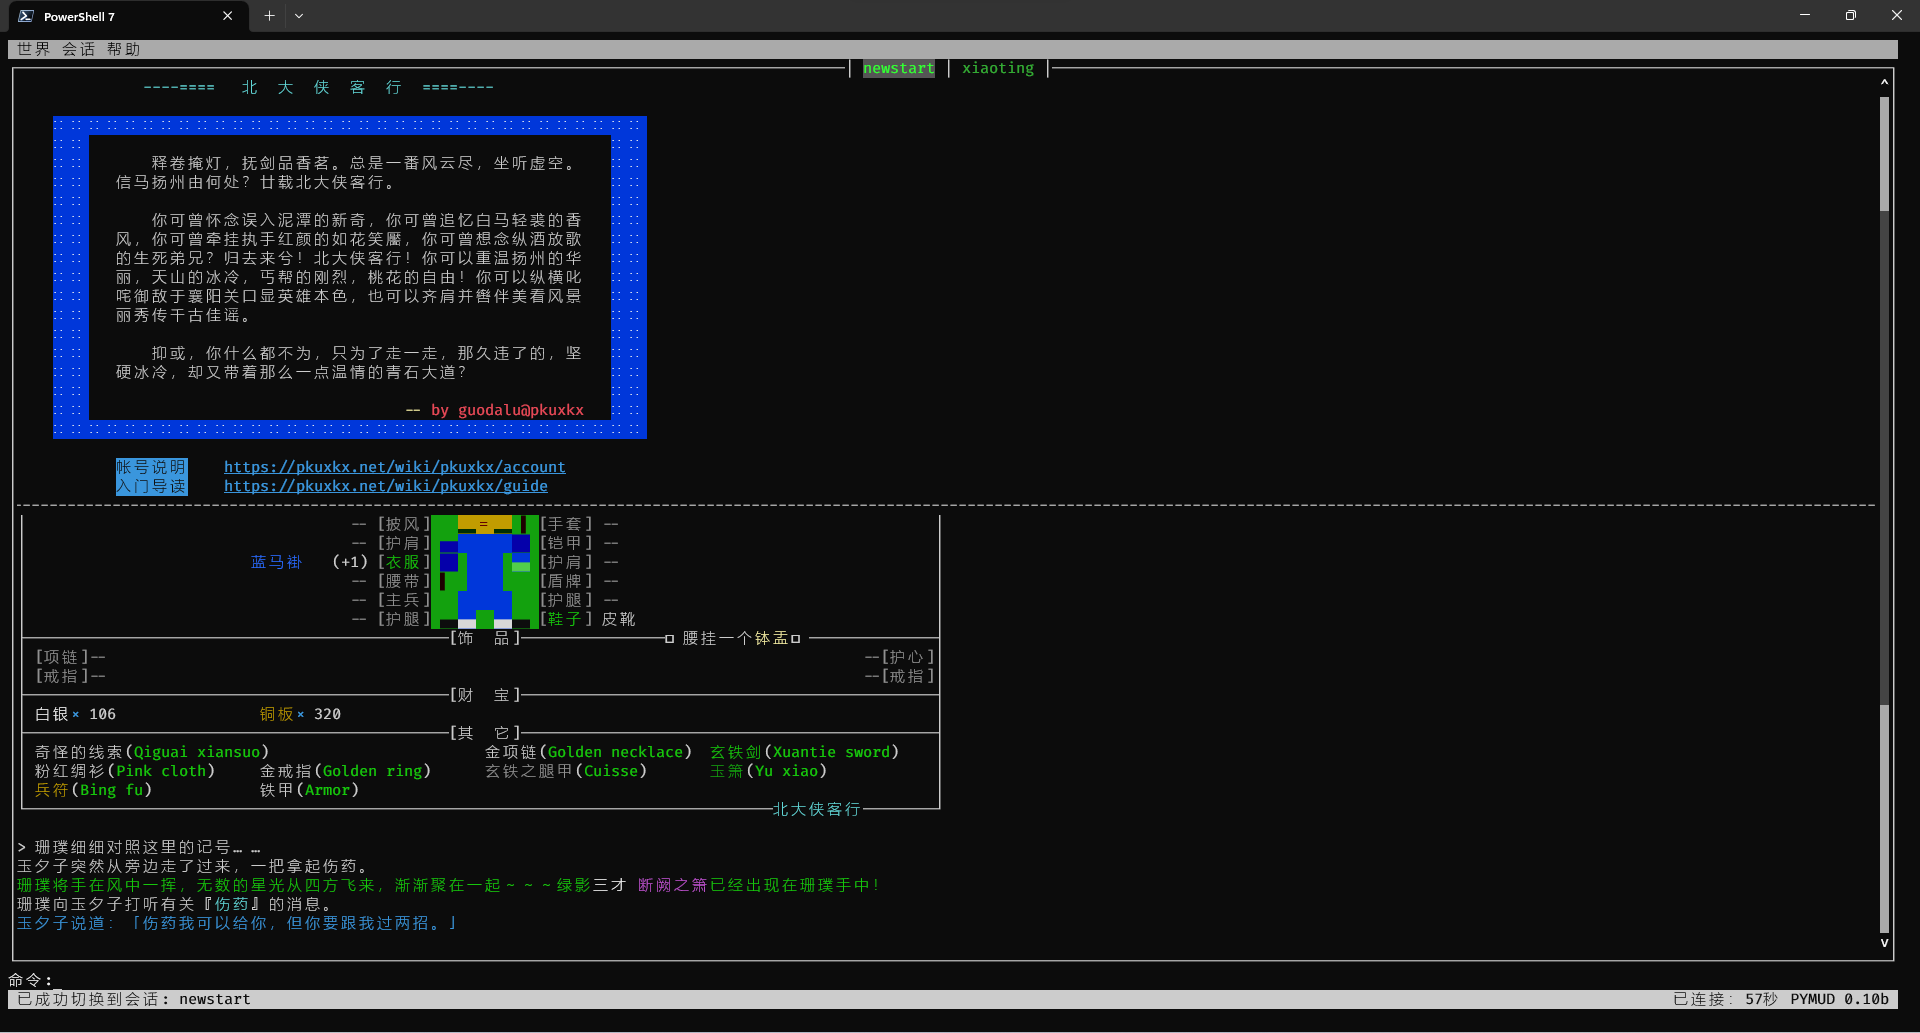 PowerShell 7
世界 会话 帮助
newstart | xiaoting
----==== 北 大 侠 客 行 ====----
释卷掩灯，抚剑品香茗。总是一番风云尽，坐听虚空。
信马扬州由何处？廿载北大侠客行。
你可曾怀念误入泥潭的新奇，你可曾追忆白马轻裘的香
风，你可曾牵挂执手红颜的如花笑靥，你可曾想念纵酒放歌
的生死弟兄？归去来兮！北大侠客行！你可以重温扬州的华
丽，天山的冰冷，丐帮的刚烈，桃花的自由！你可以纵横叱
咤御敌于襄阳关口显英雄本色，也可以齐肩并辔伴美看风景
丽秀传千古佳谣。
抑或，你什么都不为，只为了走一走，那久违了的，坚
硬冰冷，却又带着那么一点温情的青石大道？
-- by guodalu@pkuxkx
帐号说明 https://pkuxkx.net/wiki/pkuxkx/account
入门导读 https://pkuxkx.net/wiki/pkuxkx/guide
-- [披风] [手套] --
-- [护肩] [铠甲] --
蓝马褂 (+1) [衣服] [护肩] --
-- [腰带] [盾牌] --
-- [主兵] [护腿] --
-- [护腿] [鞋子] 皮靴
[饰 品] 腰挂一个钵盂
[项链]-- --[护心]
[戒指]-- --[戒指]
[财 宝]
白银× 106 铜板× 320
[其 它]
奇怪的线索(Qiguai xiansuo) 金项链(Golden necklace) 玄铁剑(Xuantie sword)
粉红绸衫(Pink cloth) 金戒指(Golden ring) 玄铁之腿甲(Cuisse) 玉箫(Yu xiao)
兵符(Bing fu) 铁甲(Armor)
北大侠客行
> 珊璞细细对照这里的记号… …
玉夕子突然从旁边走了过来，一把拿起伤药。
珊璞将手在风中一挥，无数的星光从四方飞来，渐渐聚在一起～～～绿影三才 断阙之箫已经出现在珊璞手中！
珊璞向玉夕子打听有关『伤药』的消息。
玉夕子说道：「伤药我可以给你，但你要跟我过两招。」
命令:
已成功切换到会话: newstart 已连接: 57秒 PYMUD 0.10b